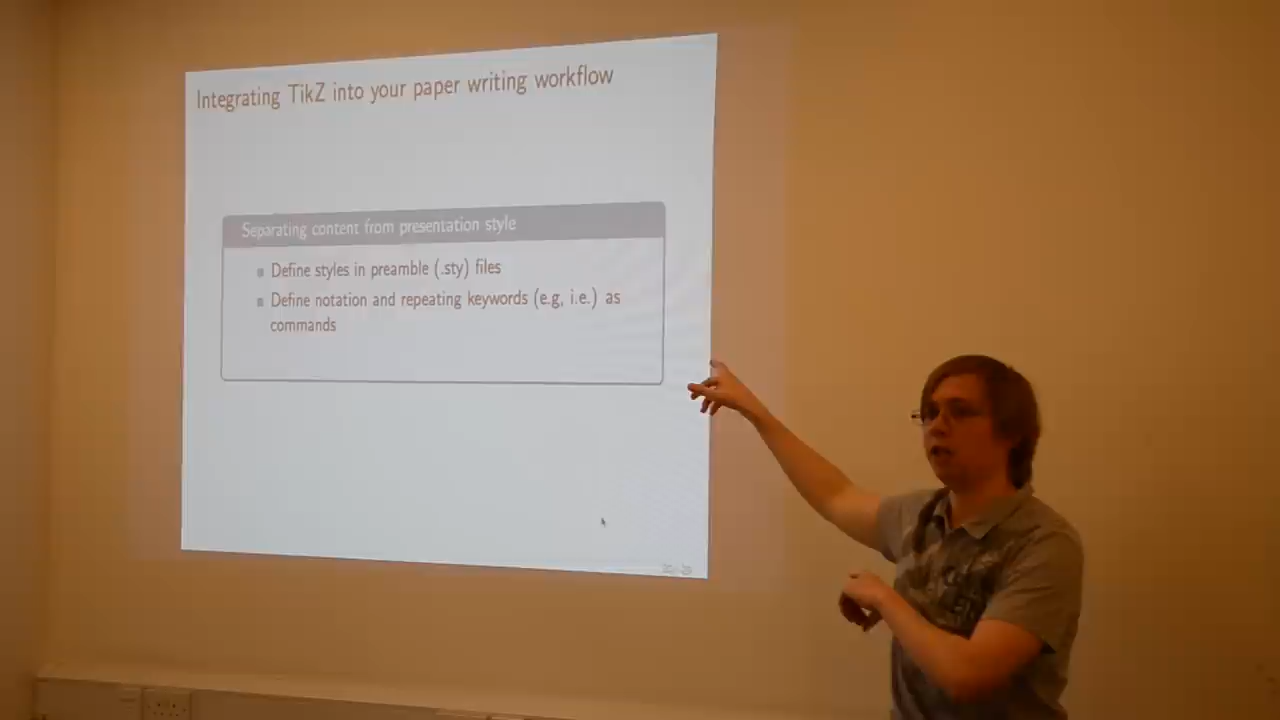 Integrating TikZ into your paper writing workflow
Separating content from presentation style
Define styles in preamble (.sty) files
Define notation and repeating keywords (e.g, i.e.) as
commands